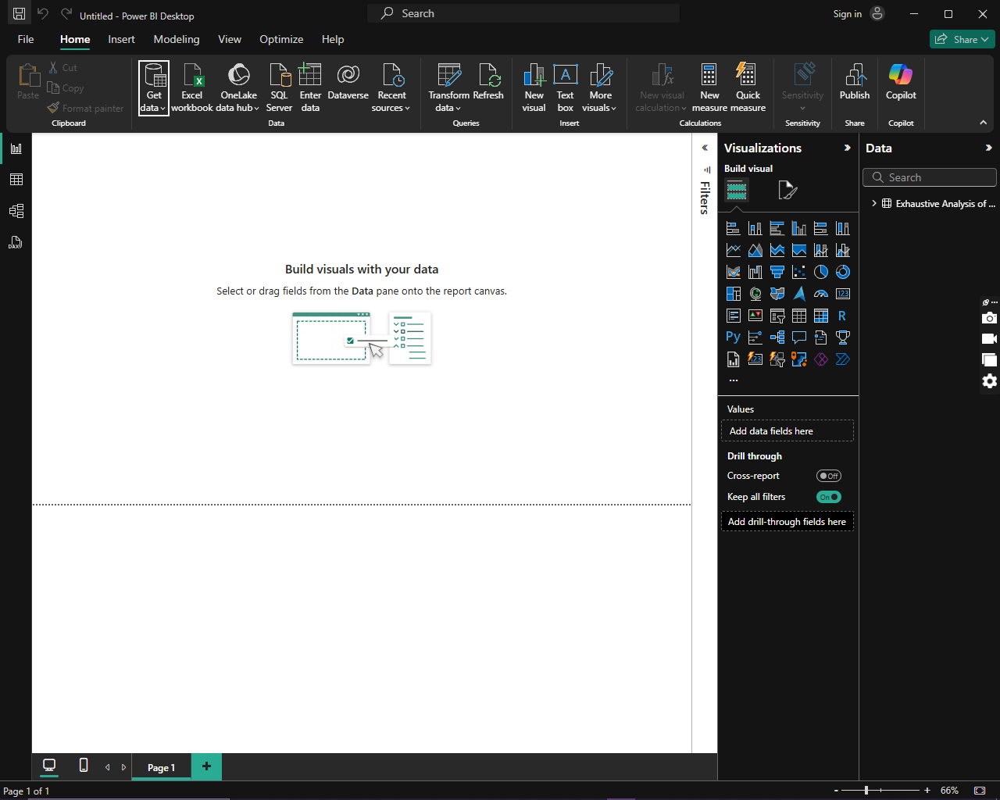 Untitled - Power BI Desktop
Search
Sign in
File
Home
Insert
Modeling
View
Optimize
Help
Share
Paste
Cut
Copy
Format painter
Clipboard
Get data
Excel workbook
OneLake data hub
SQL Server
Enter data
Dataverse
Recent sources
Data
Transform data
Refresh
Queries
New visual
Text box
More visuals
Insert
New visual calculation
New measure
Quick measure
Calculations
Sensitivity
Sensitivity
Publish
Share
Copilot
Copilot
Build visuals with your data
Select or drag fields from the Data pane onto the report canvas.
Filters
Visualizations
Build visual
Values
Add data fields here
Drill through
Cross-report
Off
Keep all filters
On
Add drill-through fields here
Data
Search
Exhaustive Analysis of ...
Page 1
Page 1 of 1
66%